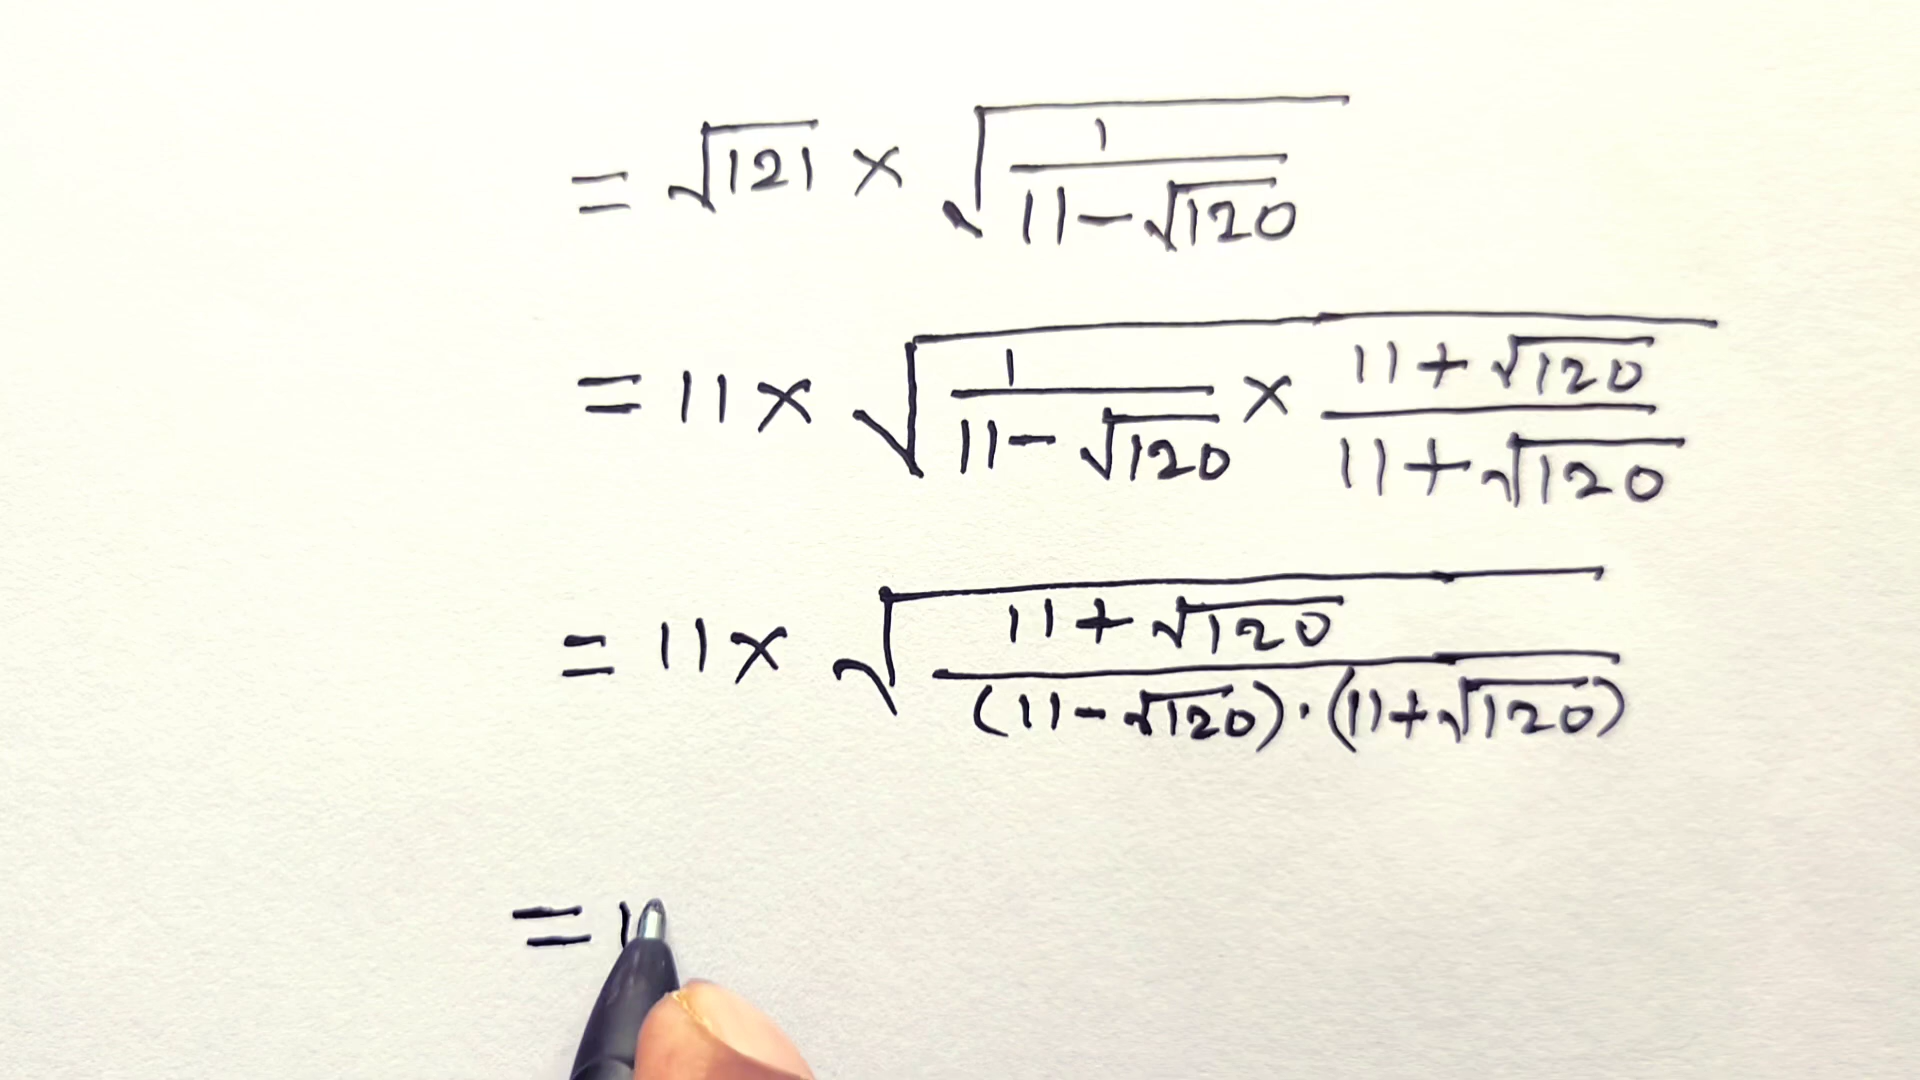 = √121 × √(1/(11-√120))
= 11 × √(1/(11-√120) × (11+√120)/(11+√120))
= 11 × √((11+√120)/((11-√120)·(11+√120)))
= 1